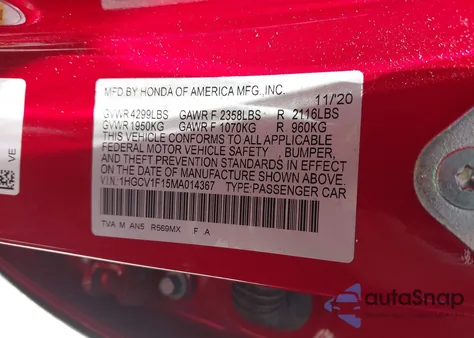 MFD.BY HONDA OF AMERICA MFG.,INC.
11/20
GVWR 4299LBS GAWR F 2358LBS R 2116LBS
GVWR 1950KG GAWR F 1070KG R 960KG
THIS VEHICLE CONFORMS TO ALL APPLICABLE
FEDERAL MOTOR VEHICLE SAFETY , BUMPER,
AND THEFT PREVENTION STANDARDS IN EFFECT
ON THE DATE OF MANUFACTURE SHOWN ABOVE.
VIN: 1HGCV1F15MA014367 TYPE:PASSENGER CAR
TVA M AN5 R569MX F A
VE
autoSnap